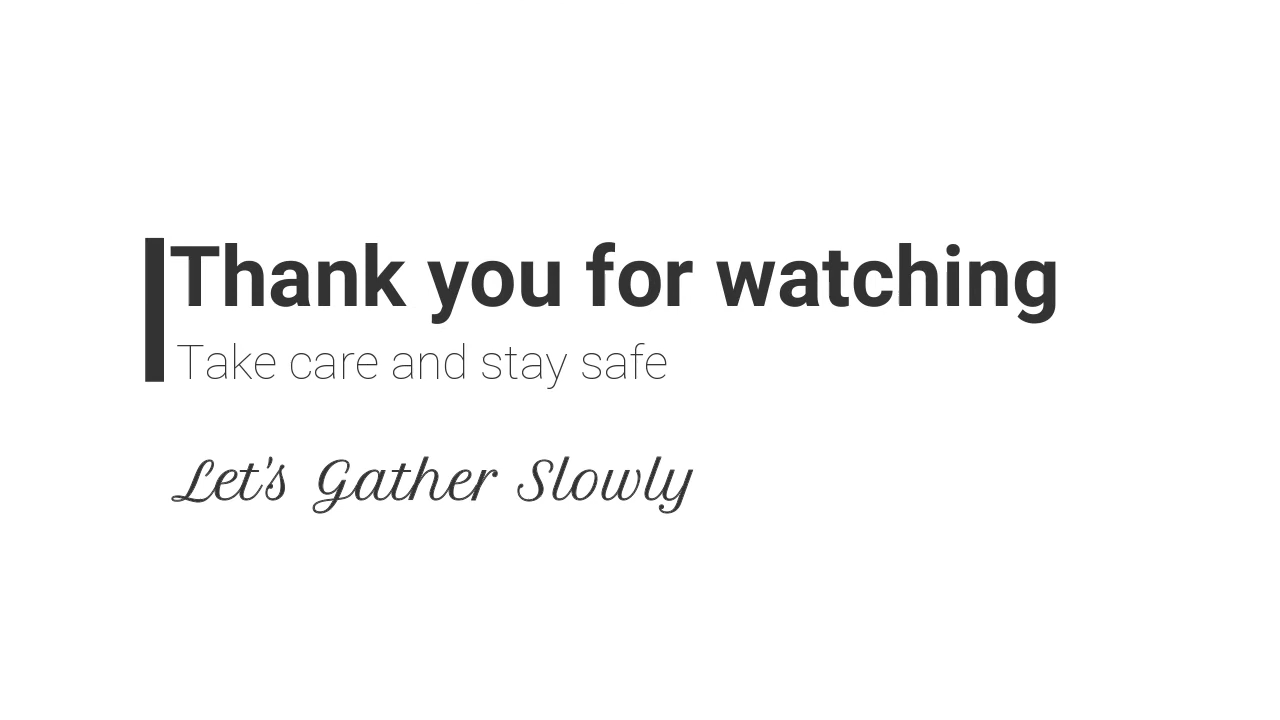 Thank you for watching
Take care and stay safe
Let's Gather Slowly